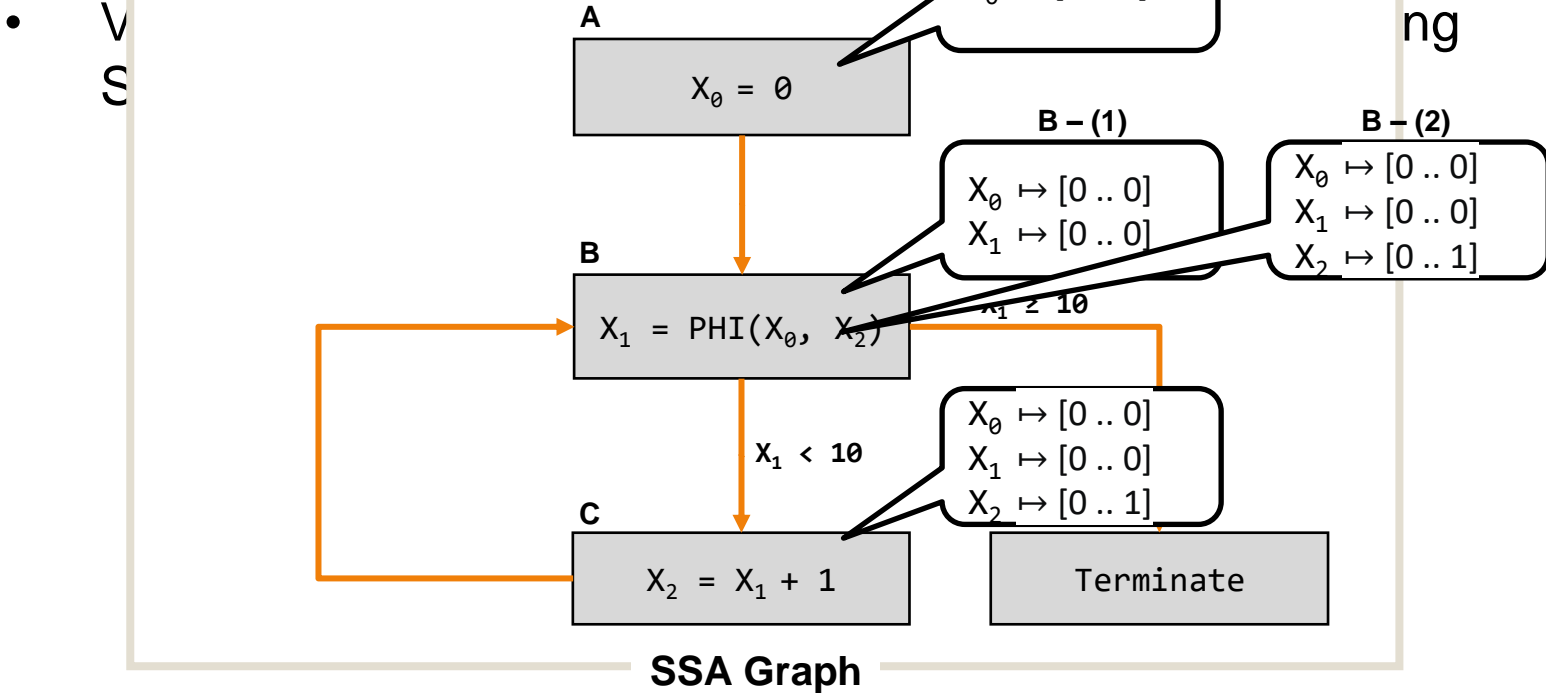 • V ng
S
A
X₀ = 0
B – (1)
X₀ ↦ [0 .. 0]
X₁ ↦ [0 .. 0]
B – (2)
X₀ ↦ [0 .. 0]
X₁ ↦ [0 .. 0]
X₂ ↦ [0 .. 1]
B
X₁ = PHI(X₀, X₂)
X₁ ≥ 10
X₁ < 10
X₀ ↦ [0 .. 0]
X₁ ↦ [0 .. 0]
X₂ ↦ [0 .. 1]
C
X₂ = X₁ + 1
Terminate
SSA Graph